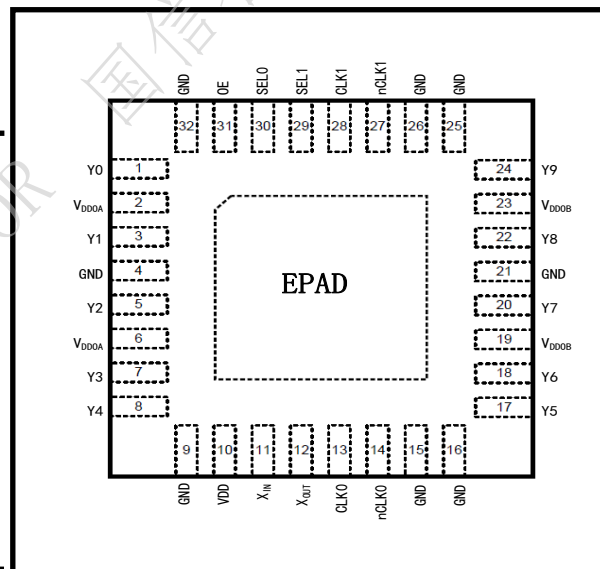 国信
OR
GND OE SEL0 SEL1 CLK1 nCLK1 GND GND
32 31 30 29 28 27 26 25
Y0 1 24 Y9
VDDOA 2 23 VDDOB
Y1 3 22 Y8
GND 4 21 GND
EPAD
Y2 5 20 Y7
VDDOA 6 19 VDDOB
Y3 7 18 Y6
Y4 8 17 Y5
9 10 11 12 13 14 15 16
GND VDD XIN XOUT CLK0 nCLK0 GND GND